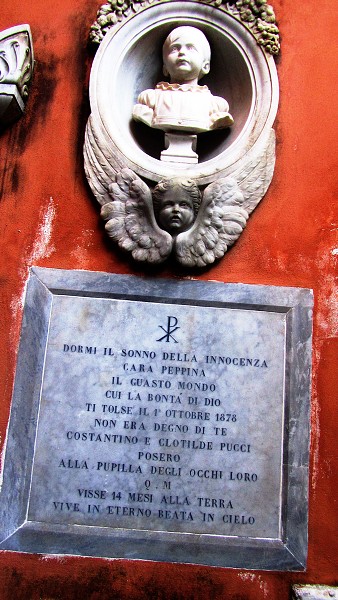 ☧
DORMI IL SONNO DELLA INNOCENZA
CARA PEPPINA
IL GUASTO MONDO
CUI LA BONTÀ DI DIO
TI TOLSE IL 1° OTTOBRE 1878
NON ERA DEGNO DI TE
COSTANTINO E CLOTILDE PUCCI
POSERO
ALLA PUPILLA DEGLI OCCHI LORO
Q. M
VISSE 14 MESI ALLA TERRA
VIVE IN ETERNO BEATA IN CIELO